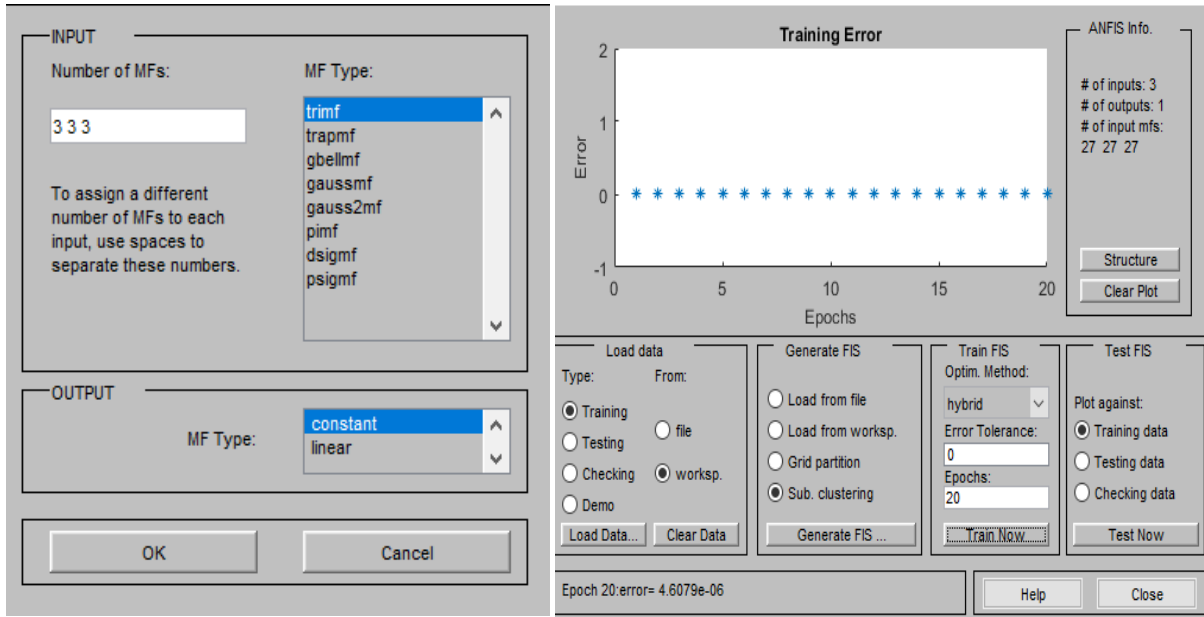 INPUT
Number of MFs:
MF Type:
3 3 3
To assign a different
number of MFs to each
input, use spaces to
separate these numbers.
trimf
trapmf
gbellmf
gaussmf
gauss2mf
pimf
dsigmf
psigmf
OUTPUT
MF Type:
constant
linear
OK
Cancel
Training Error
2
1
0
-1
Error
0
5
10
15
20
Epochs
ANFIS Info.
# of inputs: 3
# of outputs: 1
# of input mfs:
27 27 27
Structure
Clear Plot
Load data
Type:
From:
Training
Testing
Checking
Demo
file
worksp.
Load Data...
Clear Data
Generate FIS
Load from file
Load from worksp.
Grid partition
Sub. clustering
Generate FIS ...
Train FIS
Optim. Method:
hybrid
Error Tolerance:
0
Epochs:
20
Train Now
Test FIS
Plot against:
Training data
Testing data
Checking data
Test Now
Epoch 20:error= 4.6079e-06
Help
Close